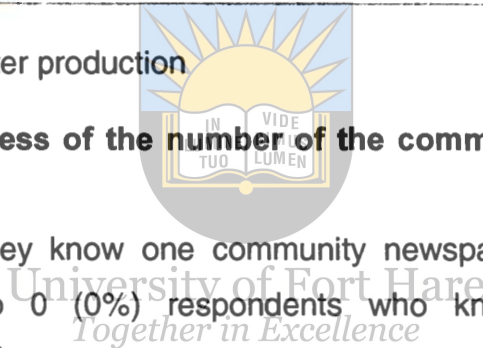 er production
IN VIDE
TUO LUMEN
ess of the number of the comm
ey know one community newspa
University of Fort Hare
0 (0%) respondents who kn
Together in Excellence